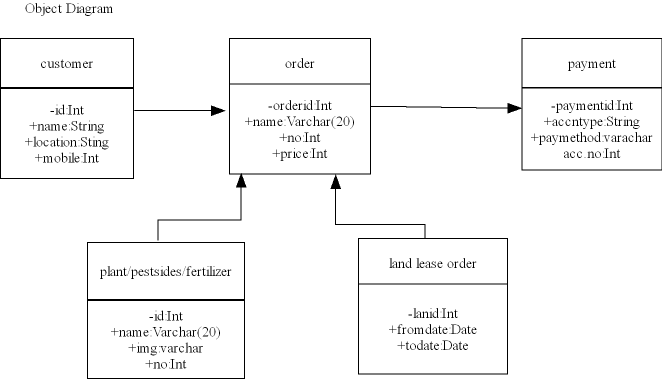 Object Diagram
customer
-id:Int
+name:String
+location:Sting
+mobile:Int
order
-orderid:Int
+name:Varchar(20)
+no:Int
+price:Int
payment
-paymentid:Int
+accntype:String
+paymethod:varachar
acc.no:Int
plant/pestsides/fertilizer
-id:Int
+name:Varchar(20)
+img:varchar
+no:Int
land lease order
-lanid:Int
+fromdate:Date
+todate:Date